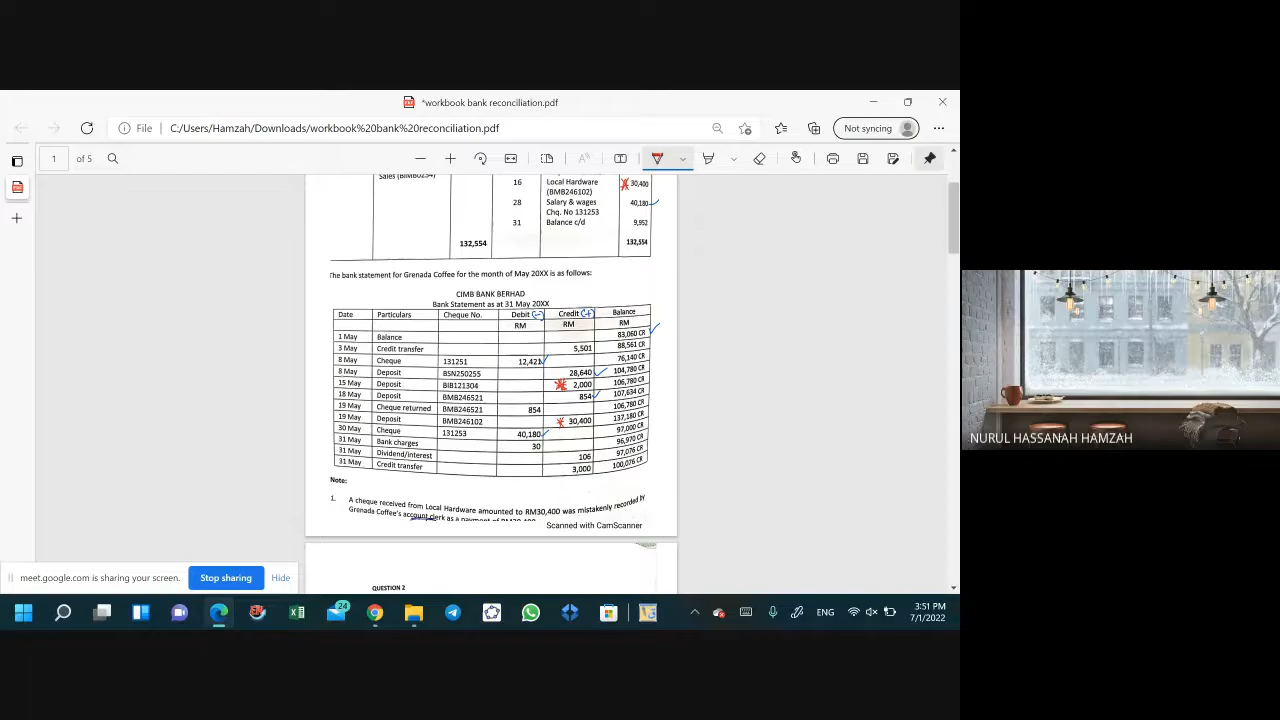 *workbook bank reconciliation.pdf
File C:/Users/Hamzah/Downloads/workbook%20bank%20reconciliation.pdf Not syncing
1 of 5
Sales (BIMB0234)
16 Local Hardware 30,400
(BMB246102)
28 Salary & wages 40,180
Chq. No 131253
31 Balance c/d 9,952
132,554 132,554
The bank statement for Grenada Coffee for the month of May 20XX is as follows:
CIMB BANK BERHAD
Bank Statement as at 31 May 20XX
Date Particulars Cheque No. Debit (-) Credit (+) Balance
RM RM RM
1 May Balance 83,060 CR
3 May Credit transfer 5,501 88,561 CR
8 May Cheque 131251 12,421 76,140 CR
8 May Deposit BSN250255 28,640 104,780 CR
15 May Deposit BIB121304 2,000 106,780 CR
18 May Deposit BMB246521 854 107,634 CR
19 May Cheque returned BMB246521 854 106,780 CR
19 May Deposit BMB246102 30,400 137,180 CR
30 May Cheque 131253 40,180 97,000 CR
31 May Bank charges 30 96,970 CR
31 May Dividend/interest 106 97,076 CR
31 May Credit transfer 3,000 100,076 CR
Note:
1. A cheque received from Local Hardware amounted to RM30,400 was mistakenly recorded by
Grenada Coffee's account clerk as a payment of RM30,400
Scanned with CamScanner
QUESTION 2
meet.google.com is sharing your screen. Stop sharing Hide
24
ENG
3:51 PM
7/1/2022
NURUL HASSANAH HAMZAH